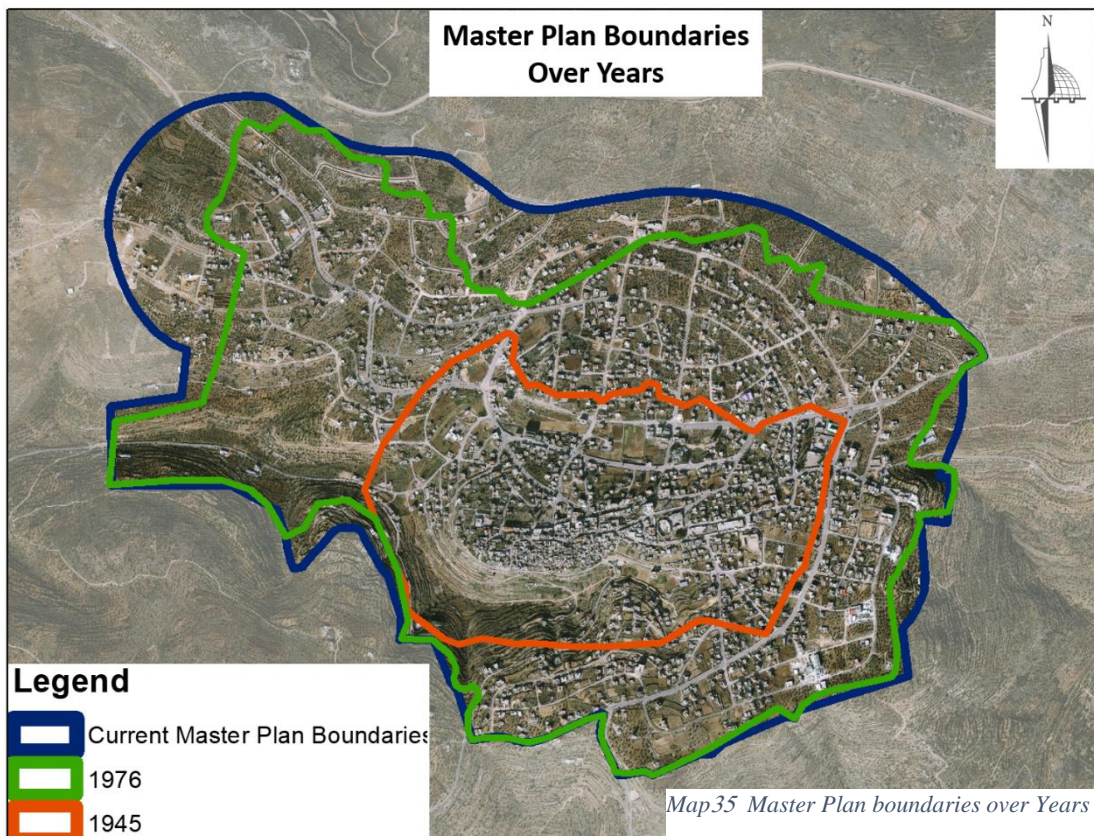 Master Plan Boundaries
Over Years
N
Legend
Current Master Plan Boundaries
1976
1945
Map35 Master Plan boundaries over Years